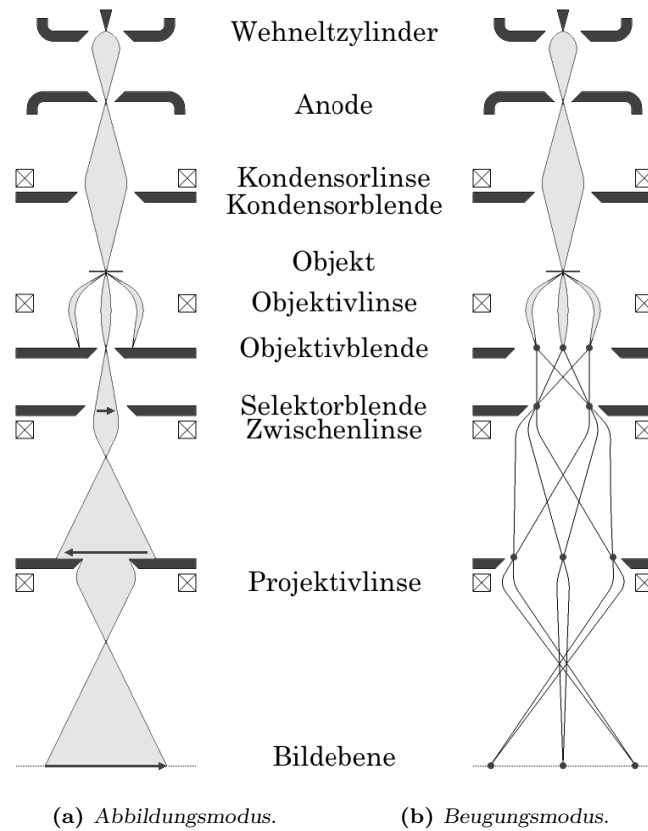 Wehneltzylinder
Anode
Kondensorlinse
Kondensorblende
Objekt
Objektivlinse
Objektivblende
Selektorblende
Zwischenlinse
Projektivlinse
Bildebene
(a) Abbildungsmodus.
(b) Beugungsmodus.